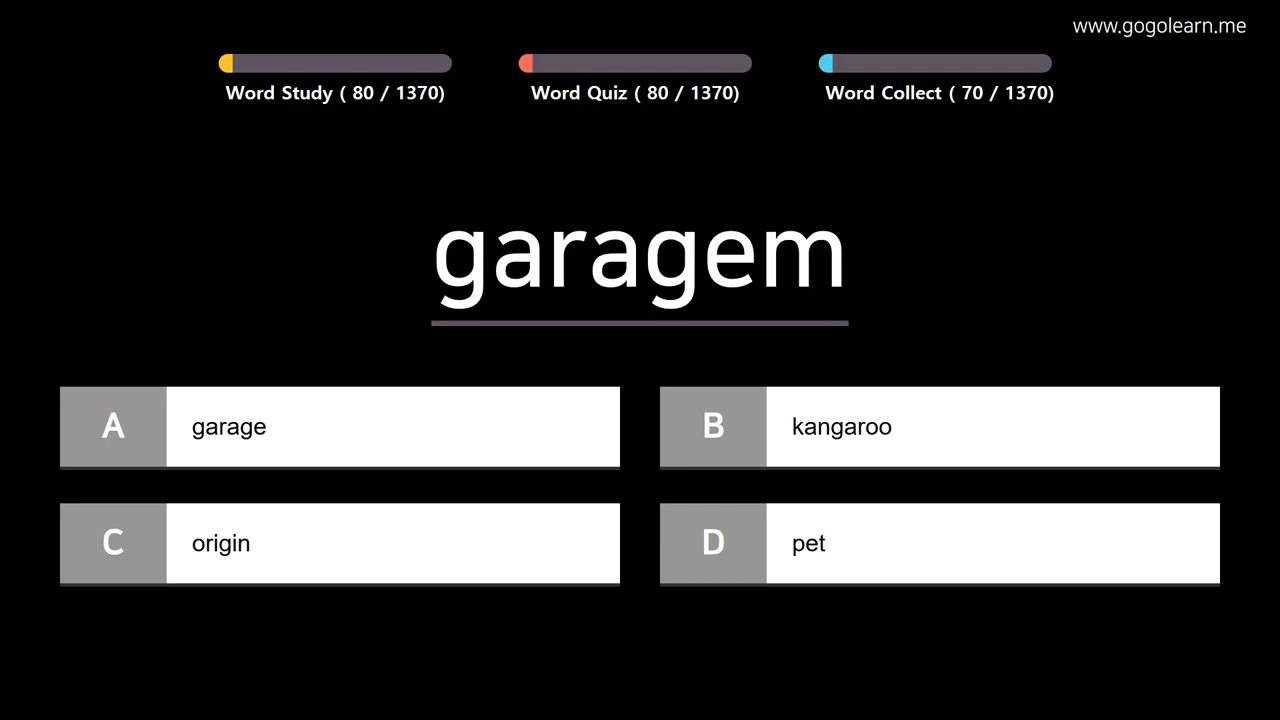 www.gogolearn.me
Word Study ( 80 / 1370)
Word Quiz ( 80 / 1370)
Word Collect ( 70 / 1370)
garagem
A garage
B kangaroo
C origin
D pet